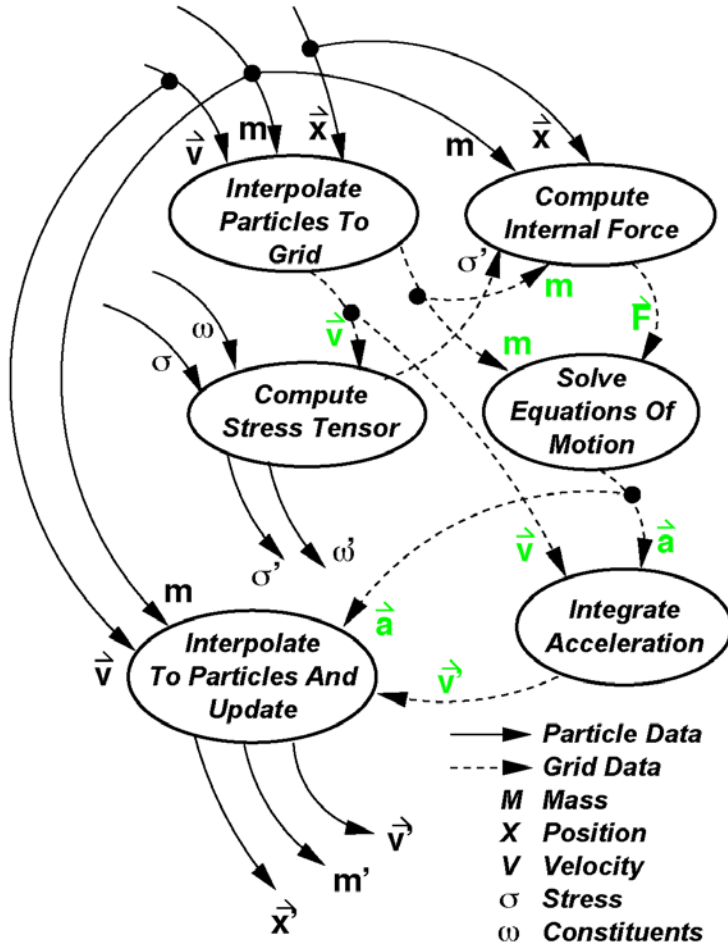 v⃗
m
x⃗
m
x⃗
Interpolate
Particles To
Grid
Compute
Internal Force
σ'
m
ω
σ
v⃗
m
F⃗
Compute
Stress Tensor
Solve
Equations Of
Motion
σ'
ω'
v⃗
a⃗
m
a⃗
v⃗
Interpolate
To Particles And
Update
Integrate
Acceleration
v⃗'
x⃗'
m'
v⃗'
Particle Data
Grid Data
M Mass
X Position
V Velocity
σ Stress
ω Constituents